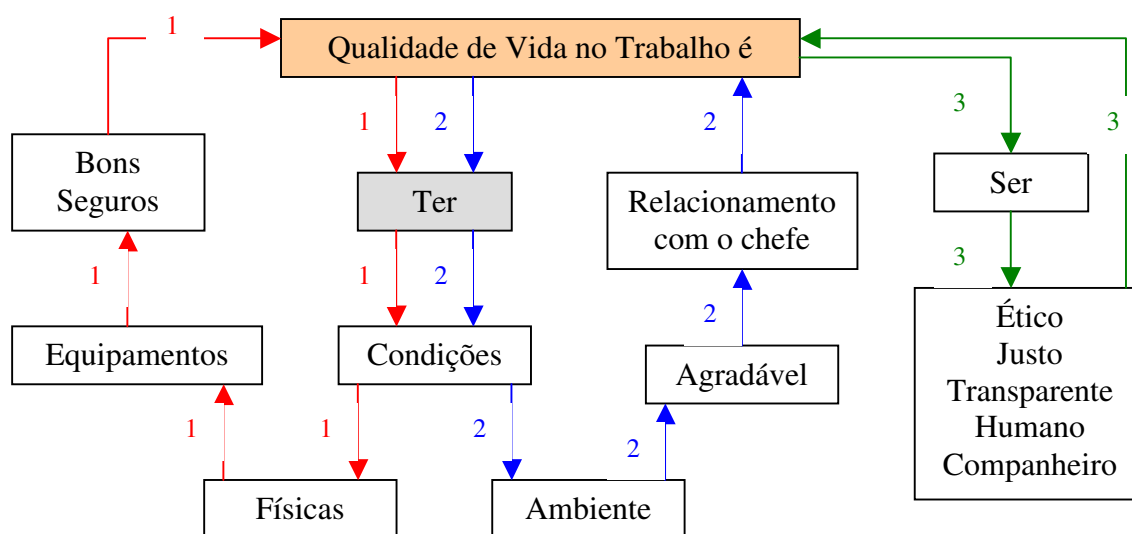 1
Qualidade de Vida no Trabalho é
1
2
2
3
3
Bons
Seguros
Ter
Relacionamento
com o chefe
Ser
1
1
2
2
3
Equipamentos
Condições
Agradável
Ético
Justo
Transparente
Humano
Companheiro
1
1
2
2
Físicas
Ambiente